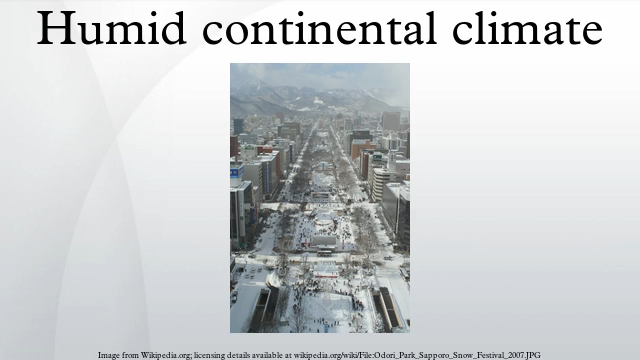 Humid continental climate
Image from Wikipedia.org; licensing details available at wikipedia.org/wiki/File:Odori_Park_Sapporo_Snow_Festival_2007.JPG